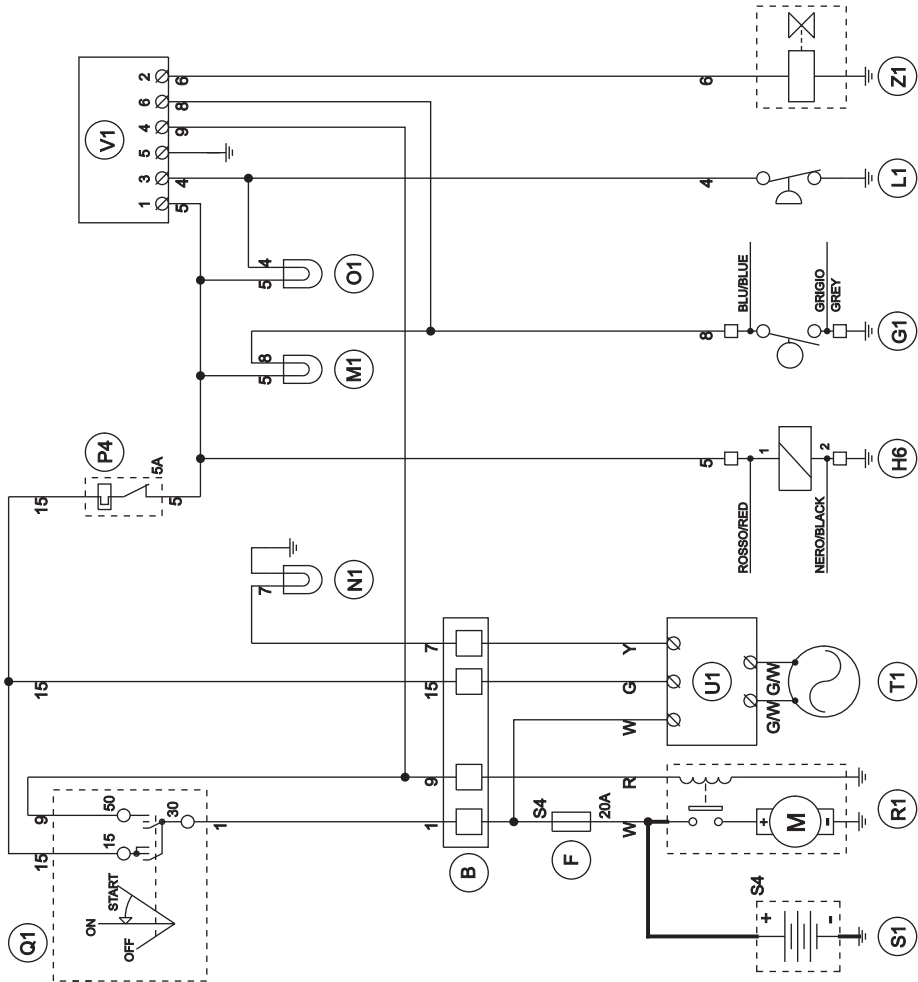 Z1
L1
G1
H6
T1
R1
S1
V1
2
6
4
5
3
1
6
8
9
4
5
6
4
4
5
O1
BLU/BLUE
GRIGIO
GREY
8
8
5
M1
P4
5A
15
5
5
1
2
ROSSO/RED
NERO/BLACK
7
N1
7
15
9
1
B
Y
G
W
R
W
U1
G/W
G/W
15
S4
20A
F
M
+
-
S4
+
-
9
15
50
15
30
1
START
ON
OFF
Q1